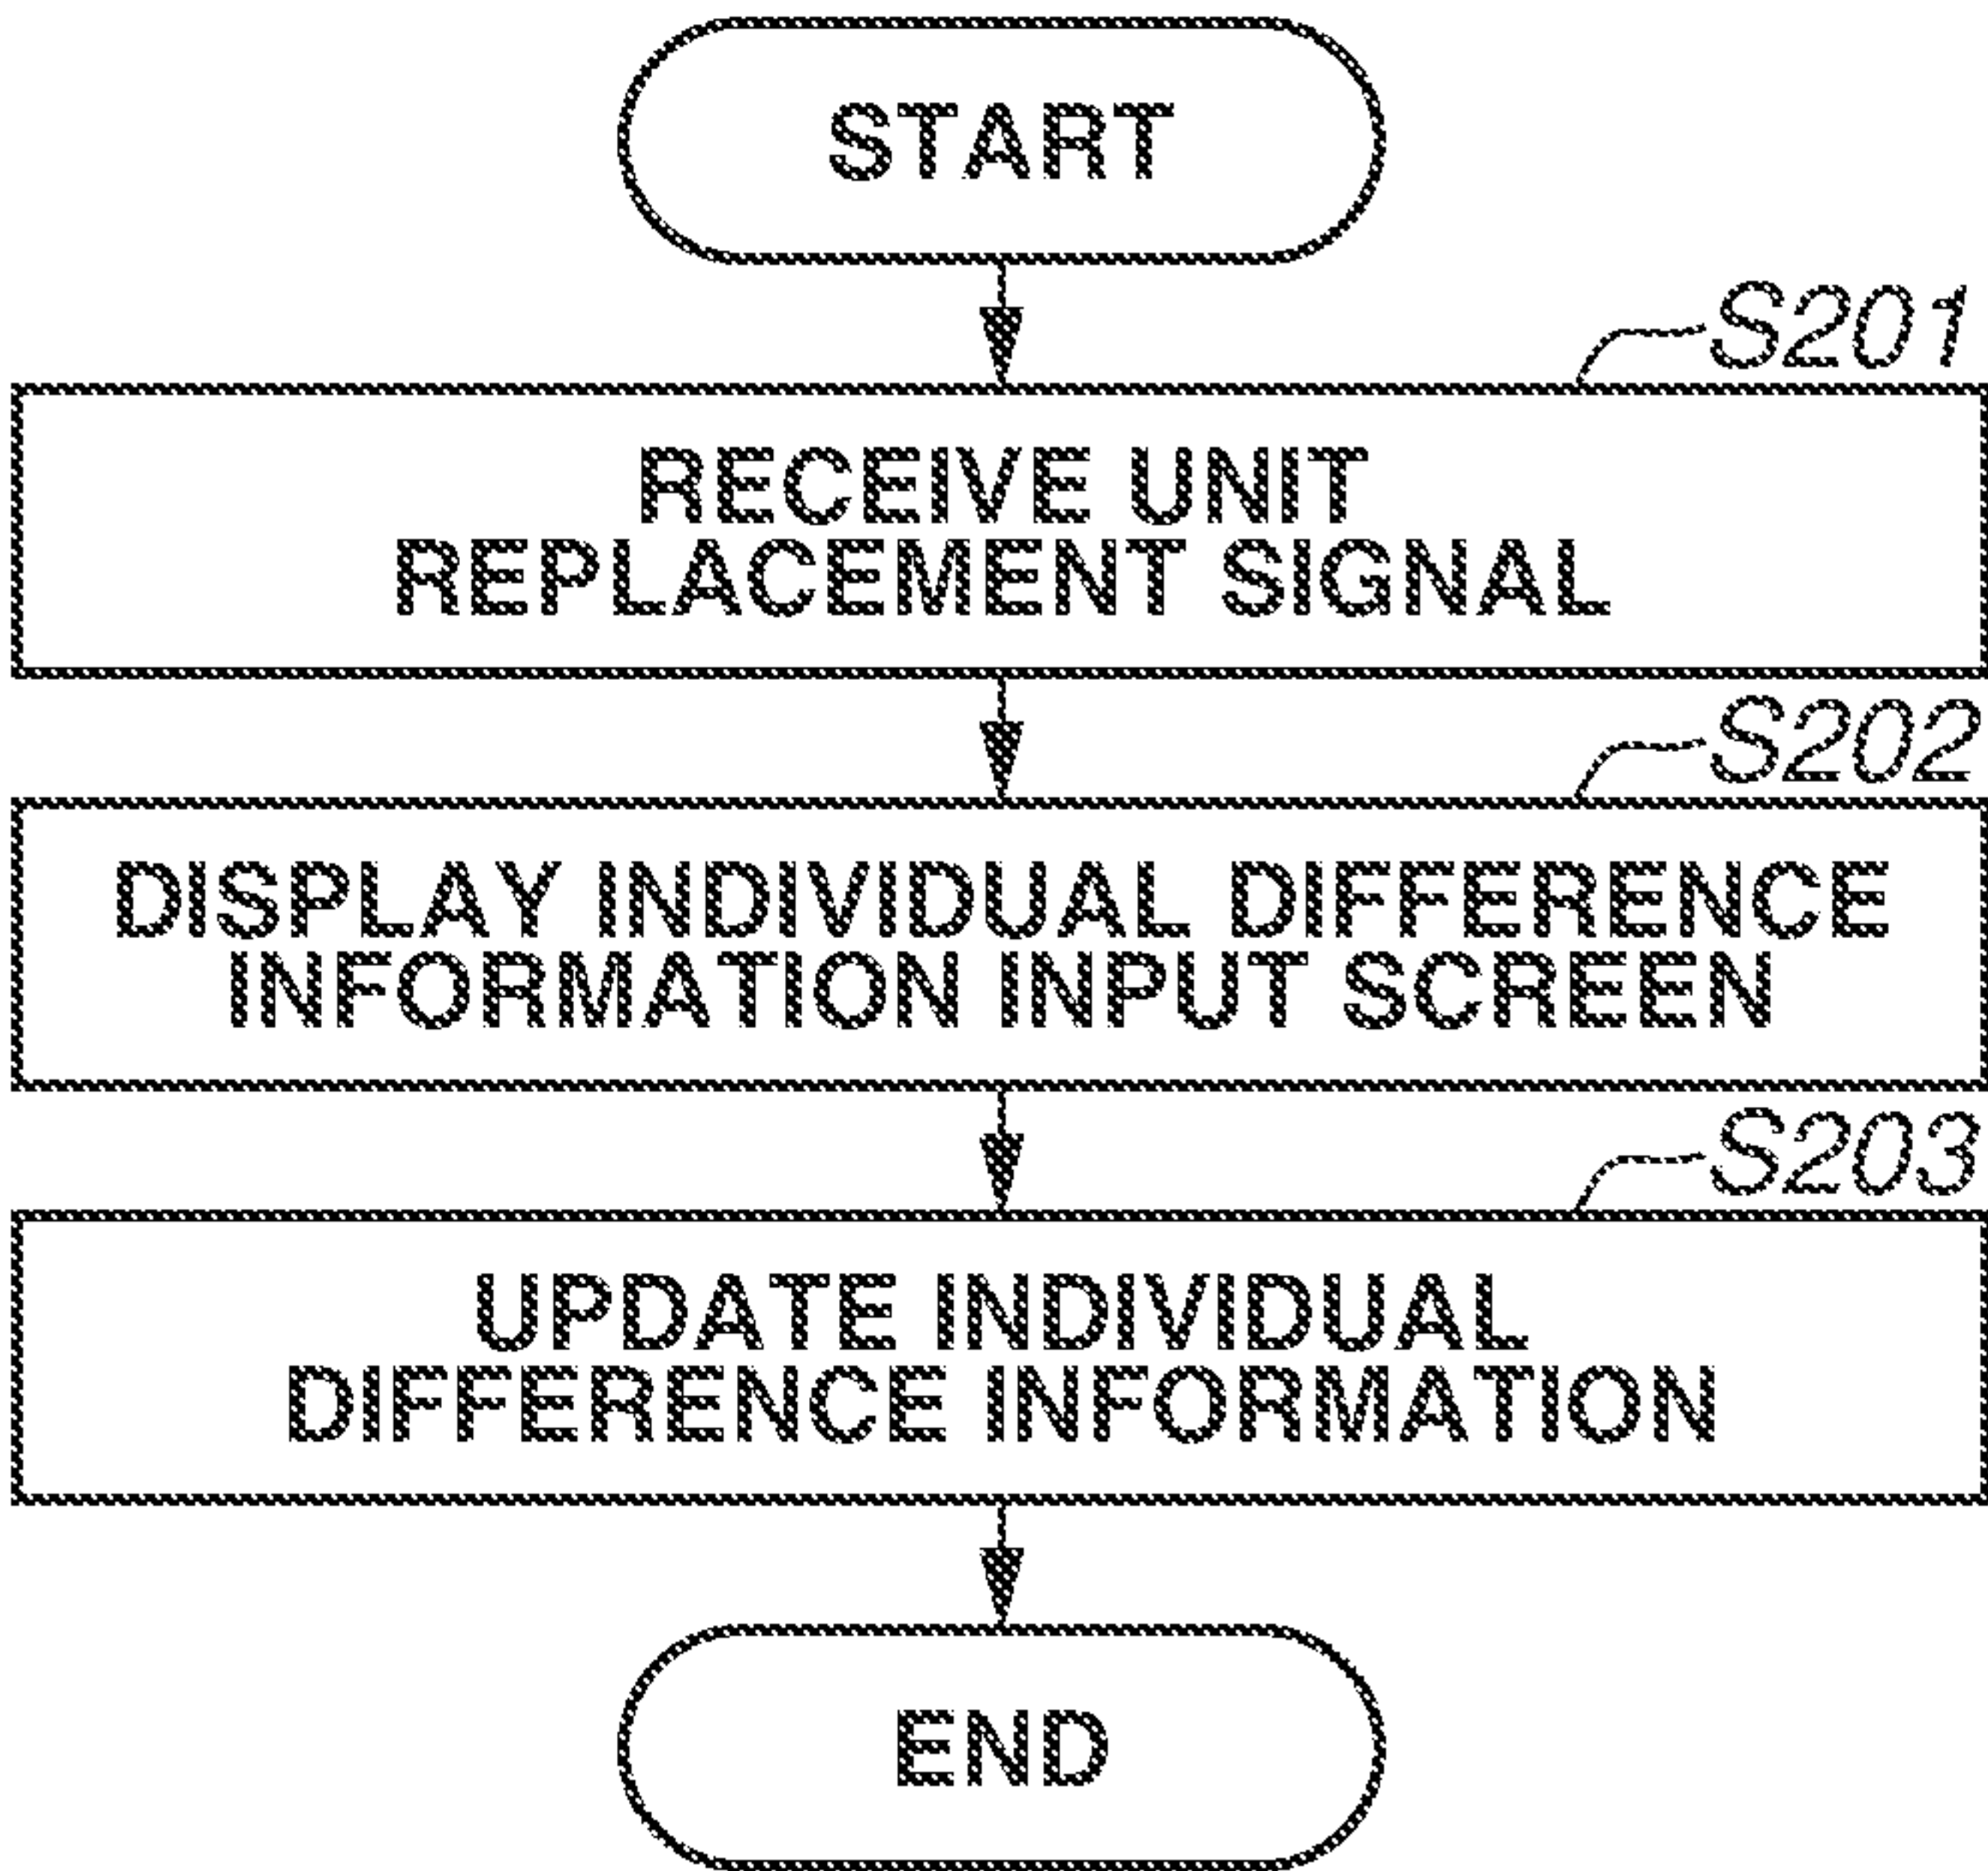 START
S201
RECEIVE UNIT
REPLACEMENT SIGNAL
S202
DISPLAY INDIVIDUAL DIFFERENCE
INFORMATION INPUT SCREEN
S203
UPDATE INDIVIDUAL
DIFFERENCE INFORMATION
END